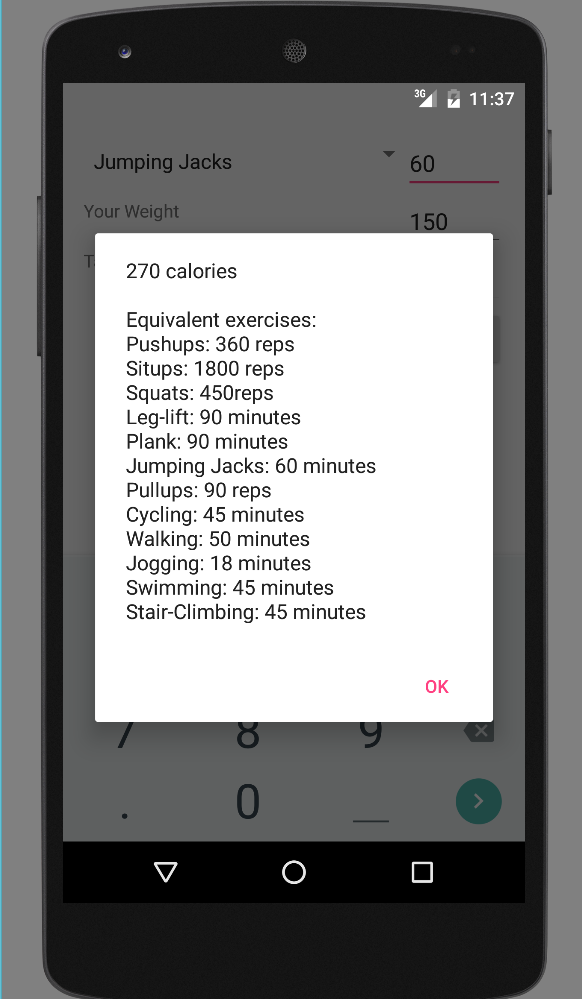 3G 11:37
Jumping Jacks 60
Your Weight 150
270 calories
Equivalent exercises:
Pushups: 360 reps
Situps: 1800 reps
Squats: 450reps
Leg-lift: 90 minutes
Plank: 90 minutes
Jumping Jacks: 60 minutes
Pullups: 90 reps
Cycling: 45 minutes
Walking: 50 minutes
Jogging: 18 minutes
Swimming: 45 minutes
Stair-Climbing: 45 minutes
OK
7 8 9
. 0